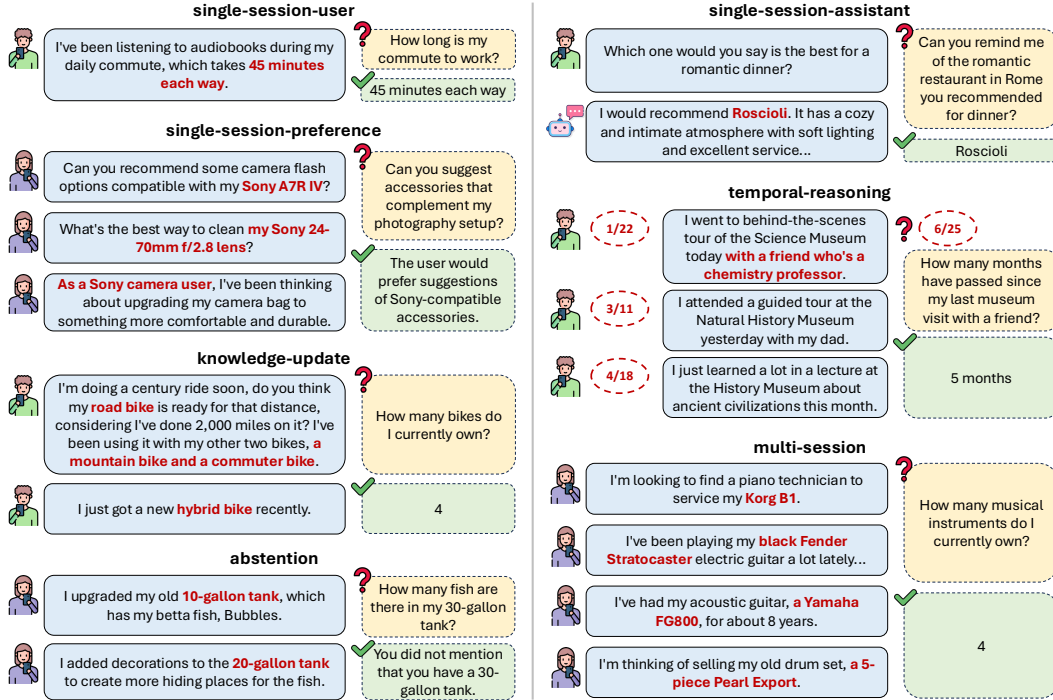 single-session-user
I've been listening to audiobooks during my
daily commute, which takes 45 minutes
each way.
How long is my
commute to work?
45 minutes each way
single-session-preference
Can you recommend some camera flash
options compatible with my Sony A7R IV?
What's the best way to clean my Sony 24-
70mm f/2.8 lens?
As a Sony camera user, I've been thinking
about upgrading my camera bag to
something more comfortable and durable.
Can you suggest
accessories that
complement my
photography setup?
The user would
prefer suggestions
of Sony-compatible
accessories.
knowledge-update
I'm doing a century ride soon, do you think
my road bike is ready for that distance,
considering I've done 2,000 miles on it? I've
been using it with my other two bikes, a
mountain bike and a commuter bike.
I just got a new hybrid bike recently.
How many bikes do
I currently own?
4
abstention
I upgraded my old 10-gallon tank, which
has my betta fish, Bubbles.
I added decorations to the 20-gallon tank
to create more hiding places for the fish.
How many fish are
there in my 30-gallon
tank?
You did not mention
that you have a 30-
gallon tank.
single-session-assistant
Which one would you say is the best for a
romantic dinner?
I would recommend Roscioli. It has a cozy
and intimate atmosphere with soft lighting
and excellent service...
Can you remind me
of the romantic
restaurant in Rome
you recommended
for dinner?
Roscioli
temporal-reasoning
1/22
I went to behind-the-scenes
tour of the Science Museum
today with a friend who's a
chemistry professor.
3/11
I attended a guided tour at the
Natural History Museum
yesterday with my dad.
4/18
I just learned a lot in a lecture at
the History Museum about
ancient civilizations this month.
6/25
How many months
have passed since
my last museum
visit with a friend?
5 months
multi-session
I'm looking to find a piano technician to
service my Korg B1.
I've been playing my black Fender
Stratocaster electric guitar a lot lately...
I've had my acoustic guitar, a Yamaha
FG800, for about 8 years.
I'm thinking of selling my old drum set, a 5-
piece Pearl Export.
How many musical
instruments do I
currently own?
4